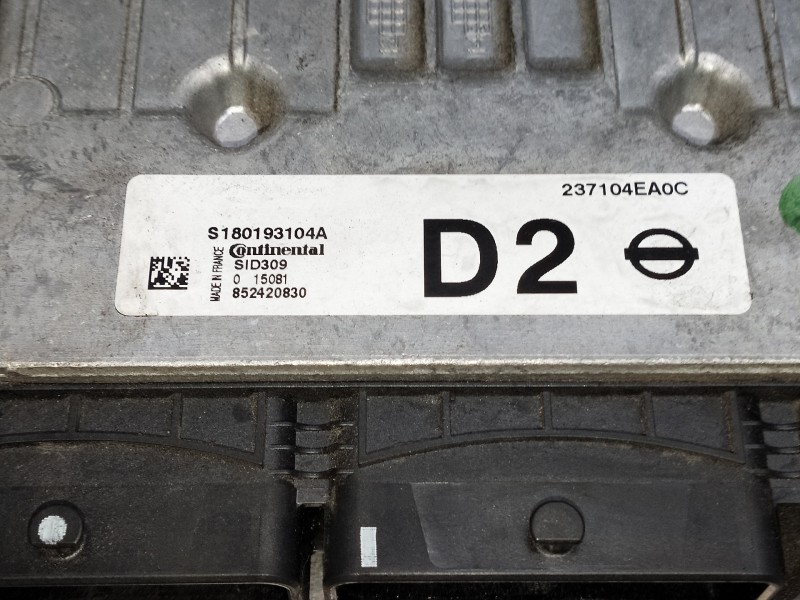 237104EA0C
S180193104A
Continental
SID309
0 15081
852420830
MADE IN FRANCE
D2